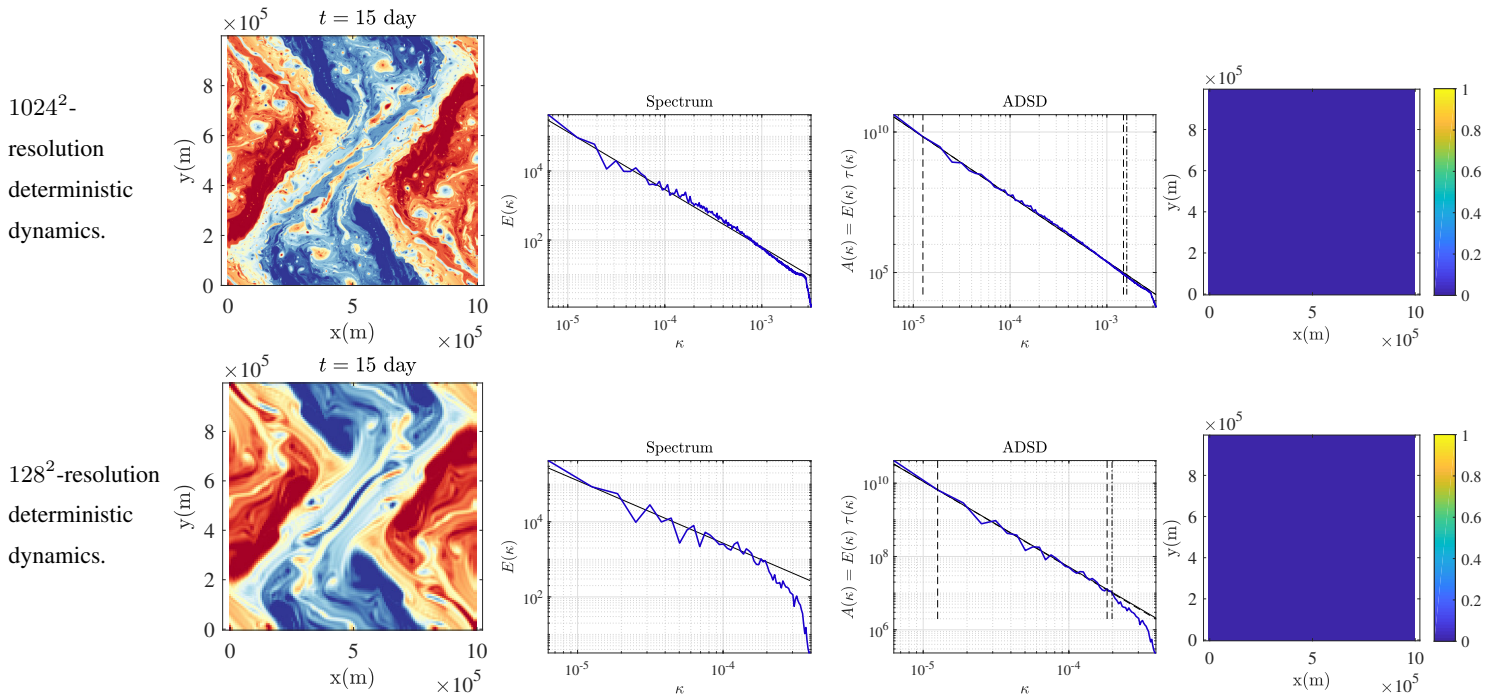 1024²-
resolution
deterministic
dynamics.
×10⁵
t = 15 day
8
6
4
2
0
y(m)
0
5
10
x(m)
×10⁵
Spectrum
10⁴
10²
E(κ)
10⁻⁵
10⁻⁴
10⁻³
κ
ADSD
10¹⁰
10⁵
A(κ) = E(κ) τ(κ)
10⁻⁵
10⁻⁴
10⁻³
κ
×10⁵
8
6
4
2
0
y(m)
0
5
10
x(m)
×10⁵
1
0.8
0.6
0.4
0.2
0
128²-resolution
deterministic
dynamics.
×10⁵
t = 15 day
8
6
4
2
0
y(m)
0
5
10
x(m)
×10⁵
Spectrum
10⁴
10²
E(κ)
10⁻⁵
10⁻⁴
κ
ADSD
10¹⁰
10⁸
10⁷
10⁶
A(κ) = E(κ) τ(κ)
10⁻⁵
10⁻⁴
κ
×10⁵
8
6
4
2
0
y(m)
0
5
10
x(m)
×10⁵
1
0.8
0.6
0.4
0.2
0